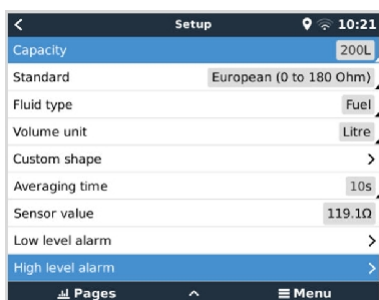 Setup 10:21
Capacity 200L
Standard European (0 to 180 Ohm)
Fluid type Fuel
Volume unit Litre
Custom shape
Averaging time 10s
Sensor value 119.1Ω
Low level alarm
High level alarm
Pages Menu